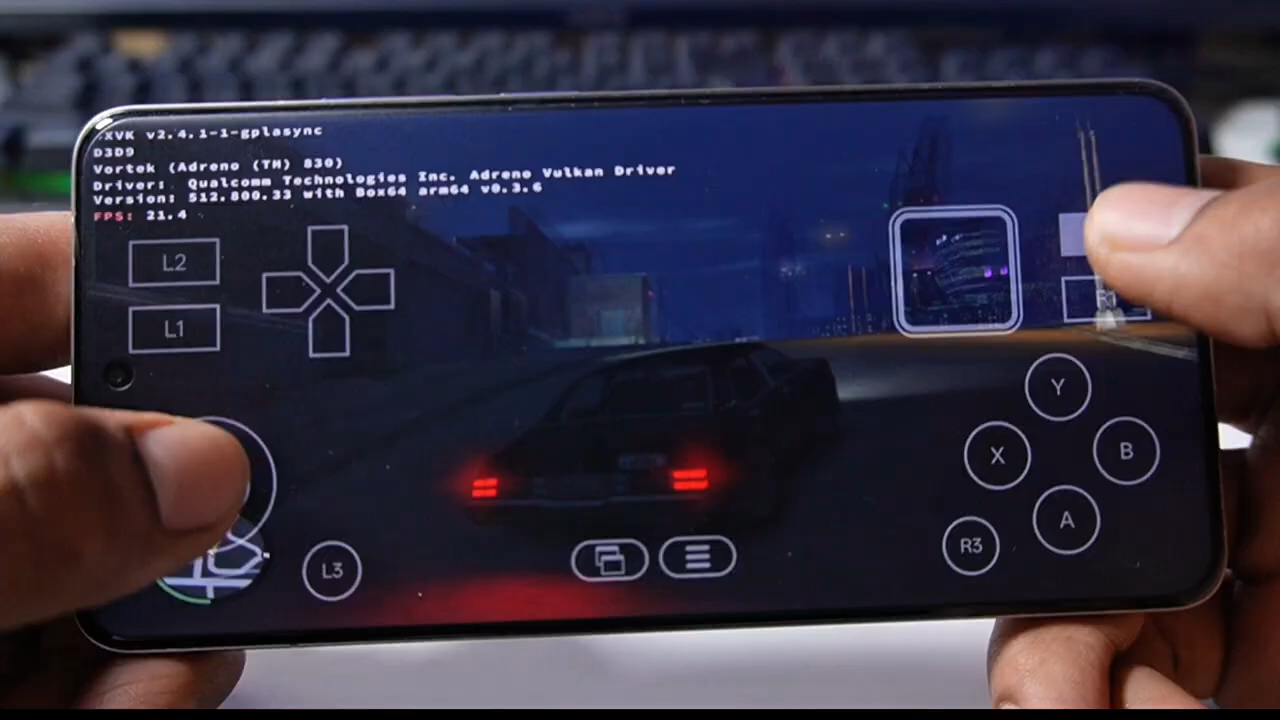 XVK v2.4.1-1-gplasync
D3D9
Vortek (Adreno (TM) 830)
Driver: Qualcomm Technologies Inc. Adreno Vulkan Driver
Version: 512.800.33 with Box64 arm64 v0.3.6
FPS: 21.4
L2
L1
Y
X
B
A
R3
L3